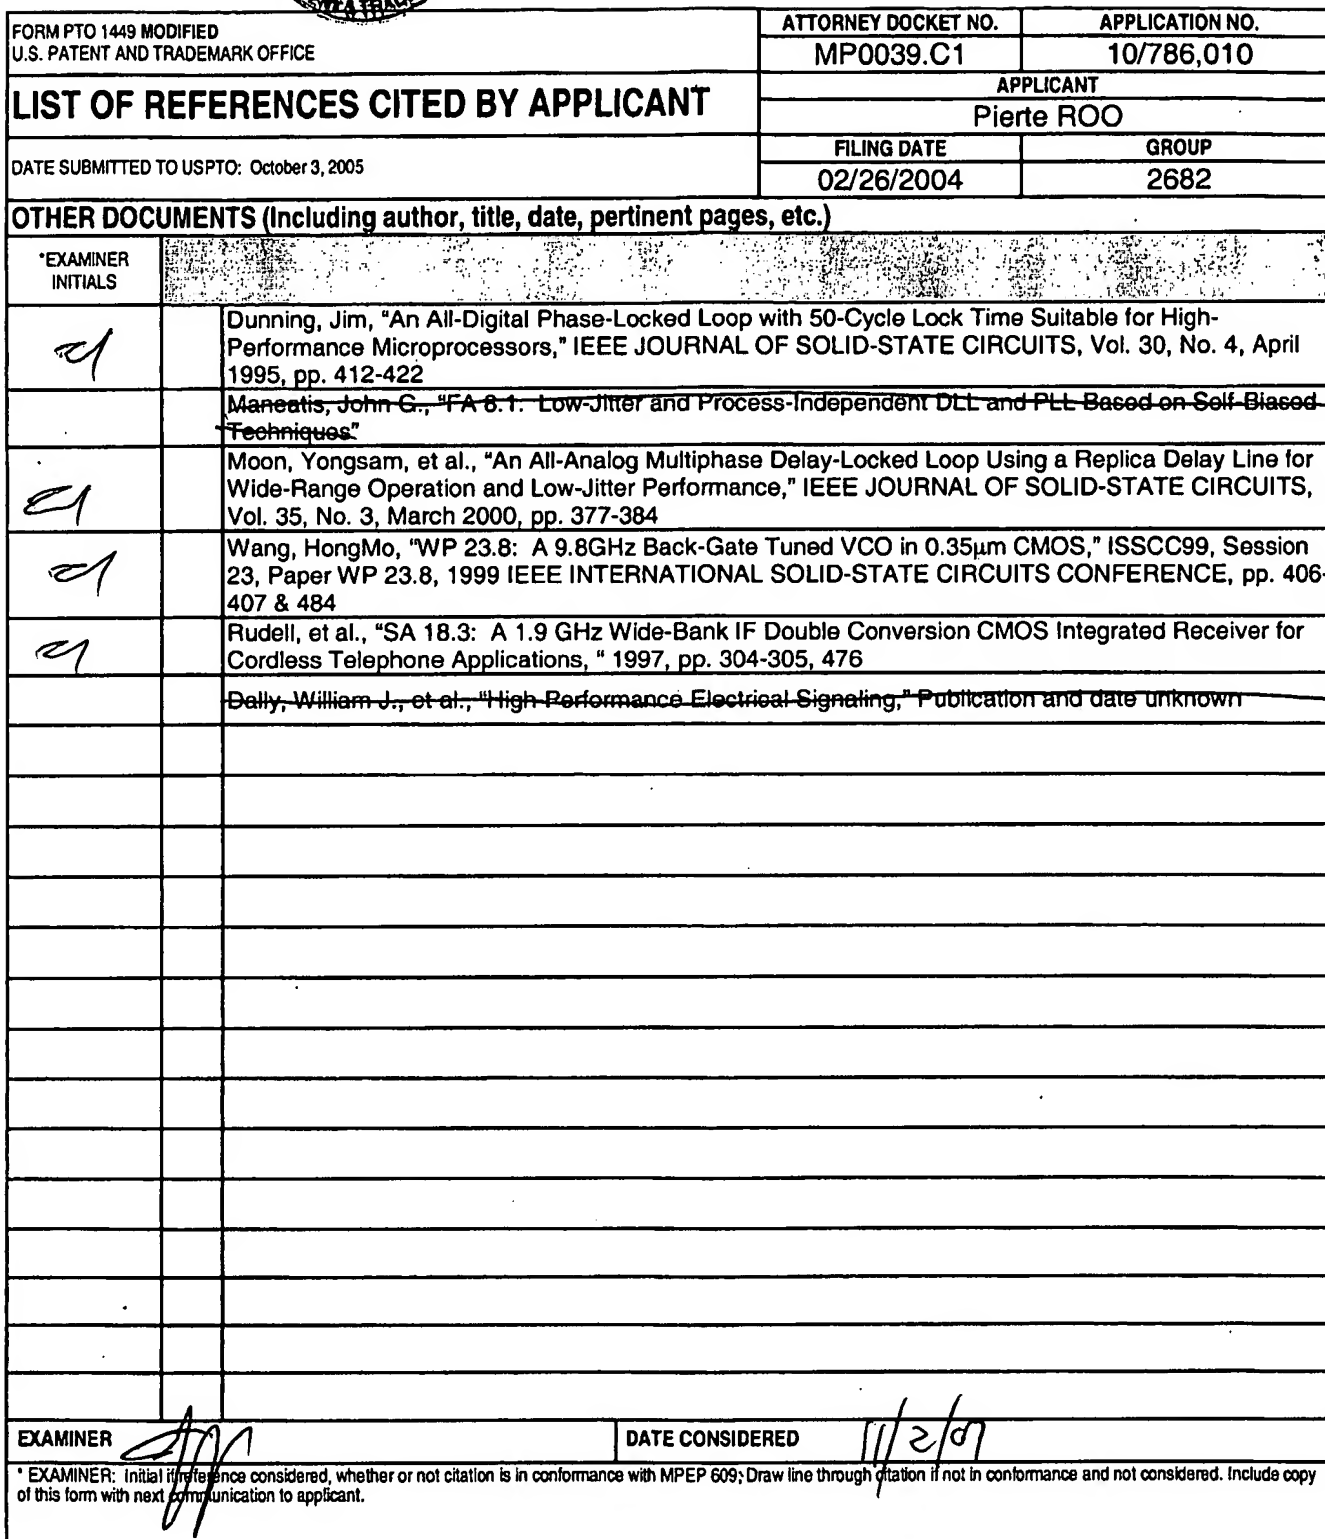 FORM PTO 1449 MODIFIED
U.S. PATENT AND TRADEMARK OFFICE
ATTORNEY DOCKET NO.
APPLICATION NO.
MP0039.C1
10/786,010
LIST OF REFERENCES CITED BY APPLICANT
APPLICANT
Pierte ROO
DATE SUBMITTED TO USPTO: October 3, 2005
FILING DATE
GROUP
02/26/2004
2682
OTHER DOCUMENTS (Including author, title, date, pertinent pages, etc.)
*EXAMINER
INITIALS
Dunning, Jim, "An All-Digital Phase-Locked Loop with 50-Cycle Lock Time Suitable for High-
Performance Microprocessors," IEEE JOURNAL OF SOLID-STATE CIRCUITS, Vol. 30, No. 4, April
1995, pp. 412-422
Maneatis, John G., "FA 8.1: Low-Jitter and Process-Independent DLL and PLL Based on Self-Biased
Techniques"
Moon, Yongsam, et al., "An All-Analog Multiphase Delay-Locked Loop Using a Replica Delay Line for
Wide-Range Operation and Low-Jitter Performance," IEEE JOURNAL OF SOLID-STATE CIRCUITS,
Vol. 35, No. 3, March 2000, pp. 377-384
Wang, HongMo, "WP 23.8: A 9.8GHz Back-Gate Tuned VCO in 0.35µm CMOS," ISSCC99, Session
23, Paper WP 23.8, 1999 IEEE INTERNATIONAL SOLID-STATE CIRCUITS CONFERENCE, pp. 406-
407 & 484
Rudell, et al., "SA 18.3: A 1.9 GHz Wide-Bank IF Double Conversion CMOS Integrated Receiver for
Cordless Telephone Applications, " 1997, pp. 304-305, 476
Dally, William J., et al., "High-Performance Electrical Signaling," Publication and date unknown
EXAMINER
DATE CONSIDERED 11/2/07
* EXAMINER: Initial if reference considered, whether or not citation is in conformance with MPEP 609; Draw line through citation if not in conformance and not considered. Include copy
of this form with next communication to applicant.